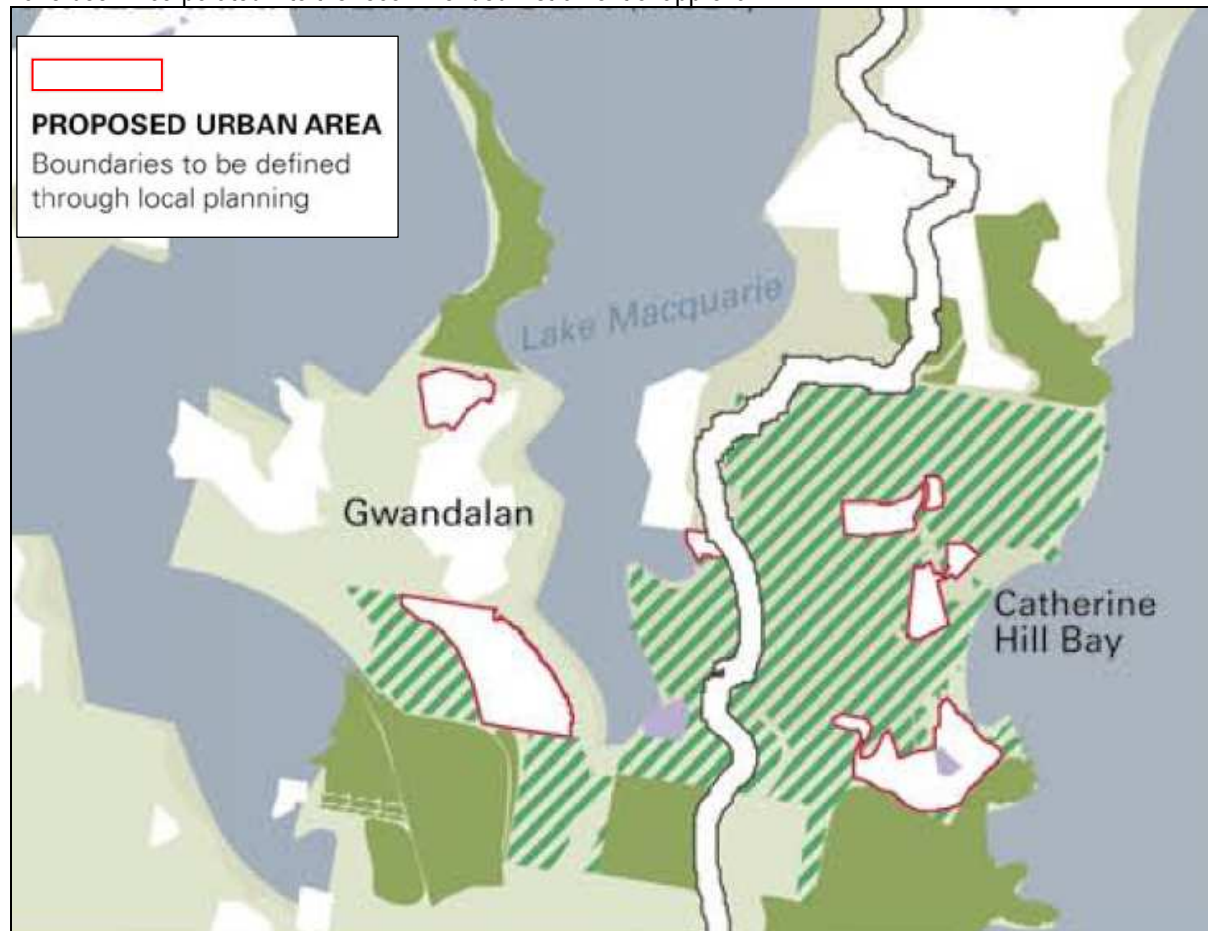 PROPOSED URBAN AREA
Boundaries to be defined
through local planning
Lake Macquarie
Gwandalan
Catherine
Hill Bay